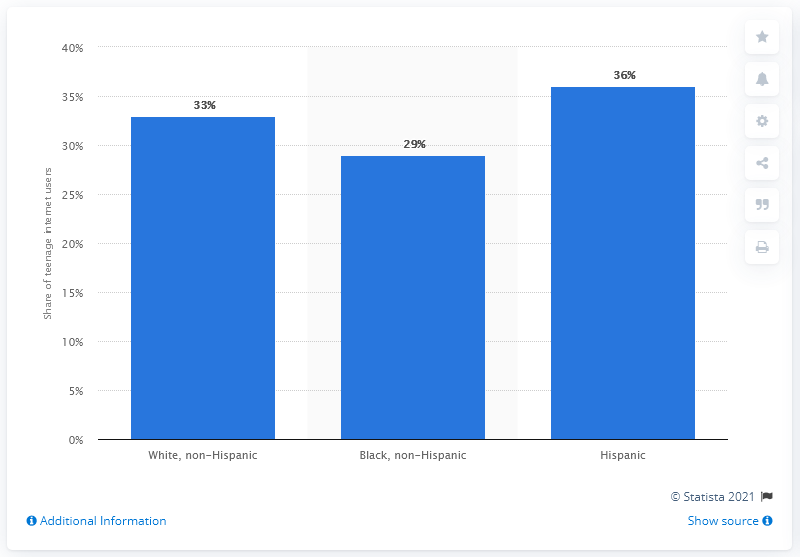 40%
35%
30%
25%
20%
15%
10%
5%
0%
Share of teenage internet users
33%
29%
36%
White, non-Hispanic
Black, non-Hispanic
Hispanic
© Statista 2021
Additional Information
Show source